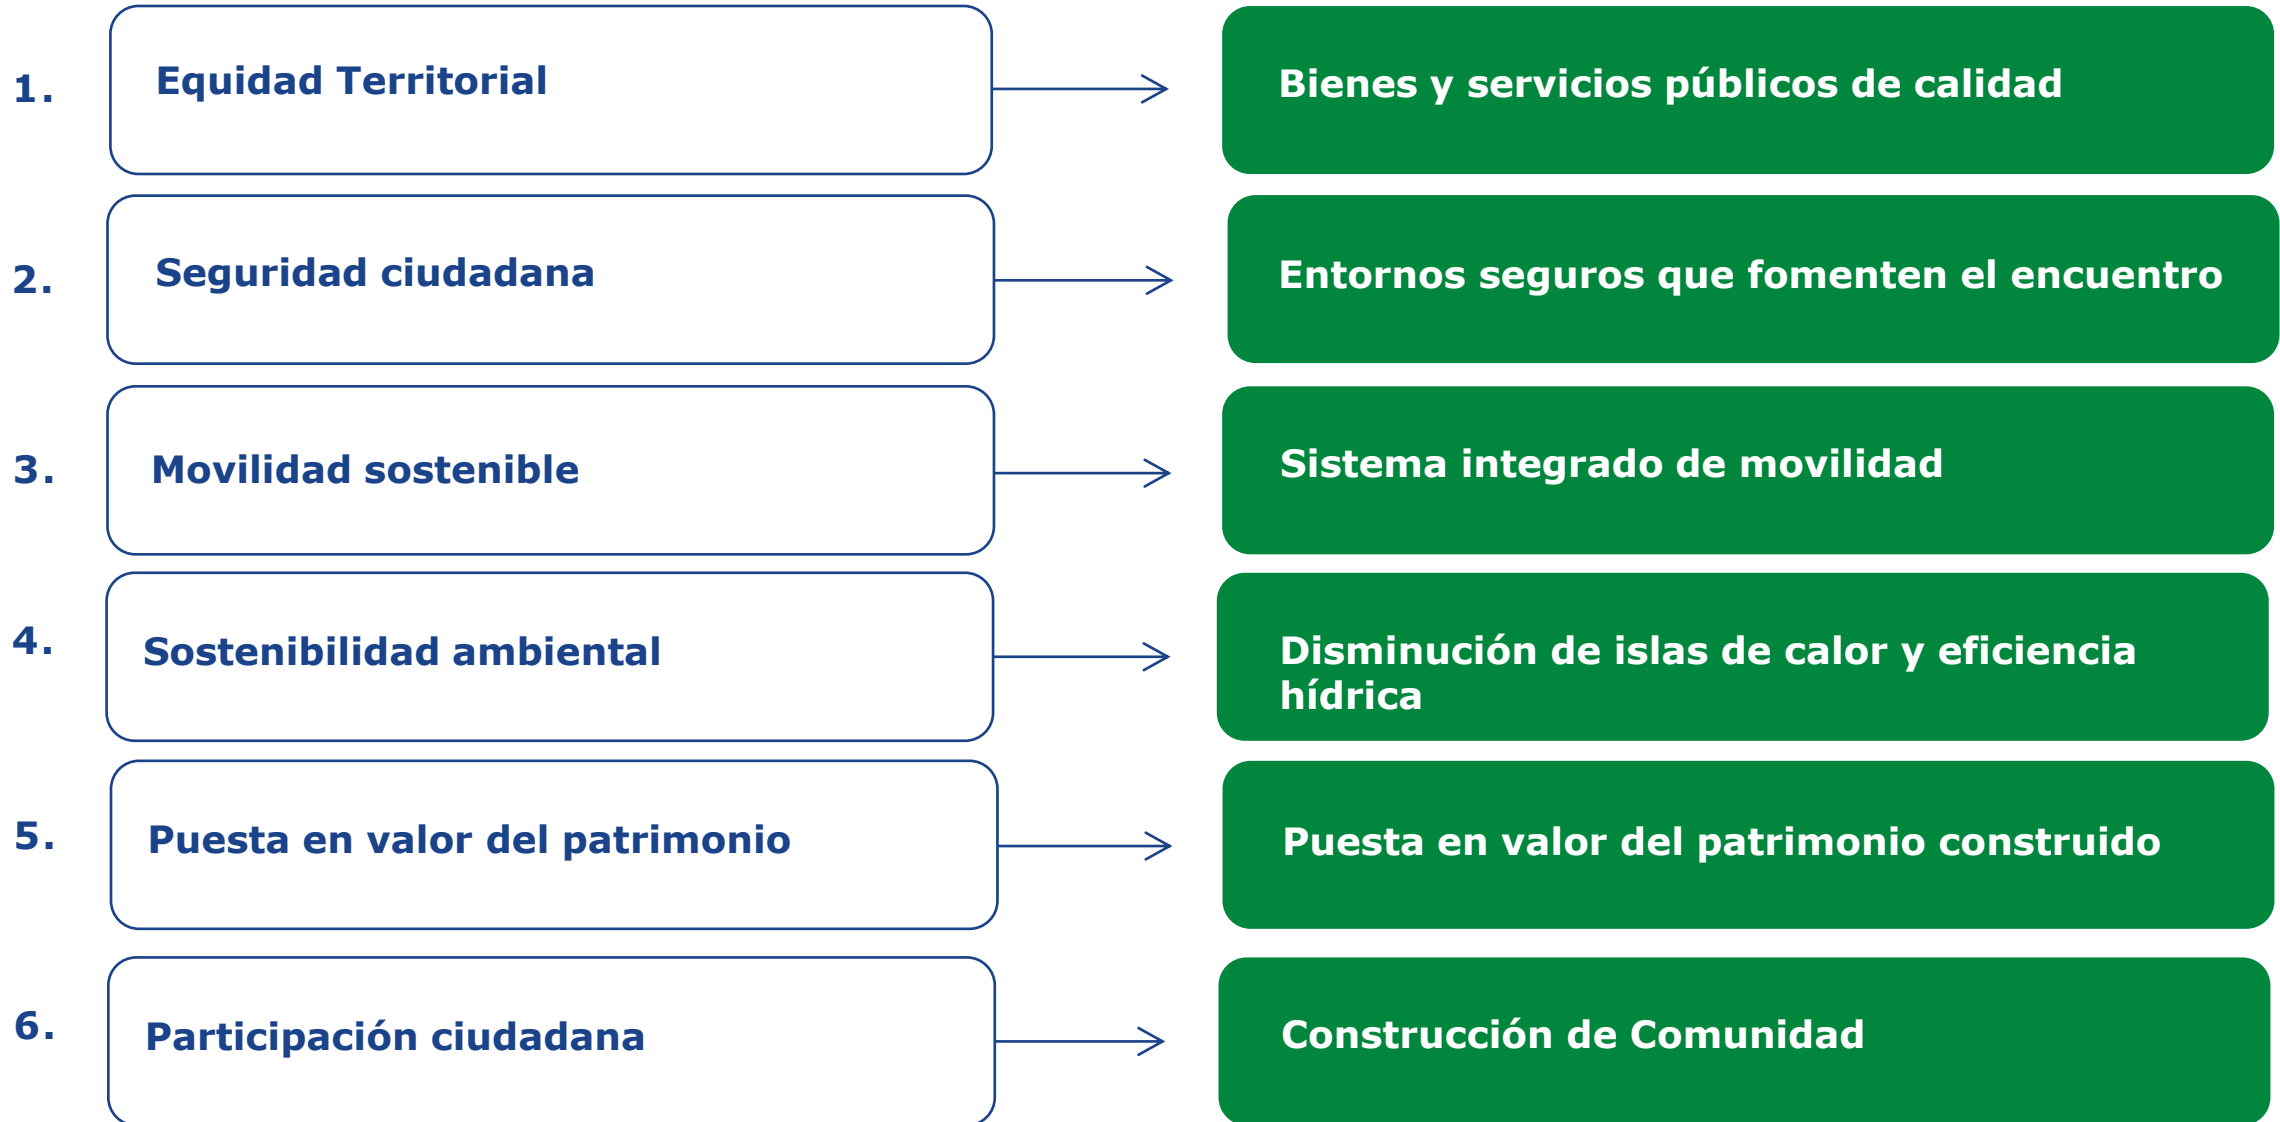 1.
Equidad Territorial
Bienes y servicios públicos de calidad
2.
Seguridad ciudadana
Entornos seguros que fomenten el encuentro
3.
Movilidad sostenible
Sistema integrado de movilidad
4.
Sostenibilidad ambiental
Disminución de islas de calor y eficiencia
hídrica
5.
Puesta en valor del patrimonio
Puesta en valor del patrimonio construido
6.
Participación ciudadana
Construcción de Comunidad